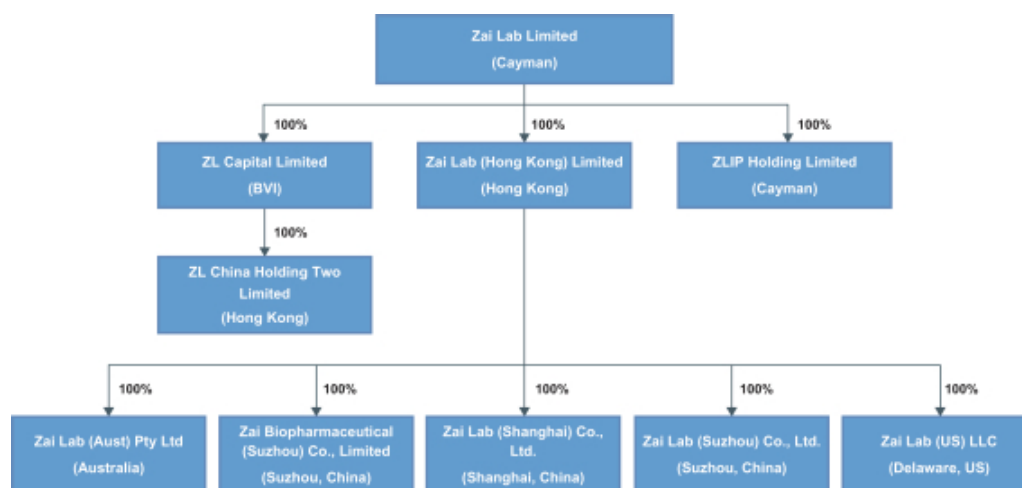 Zai Lab Limited
(Cayman)
100%
100%
100%
ZL Capital Limited
(BVI)
Zai Lab (Hong Kong) Limited
(Hong Kong)
ZLIP Holding Limited
(Cayman)
100%
ZL China Holding Two
Limited
(Hong Kong)
100%
100%
100%
100%
100%
Zai Lab (Aust) Pty Ltd
(Australia)
Zai Biopharmaceutical
(Suzhou) Co., Limited
(Suzhou, China)
Zai Lab (Shanghai) Co.,
Ltd.
(Shanghai, China)
Zai Lab (Suzhou) Co., Ltd.
(Suzhou, China)
Zai Lab (US) LLC
(Delaware, US)